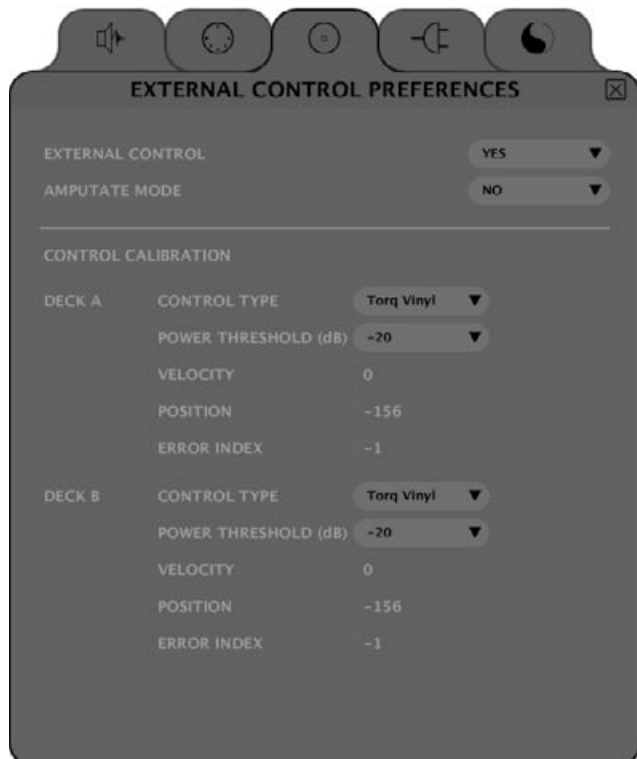 EXTERNAL CONTROL PREFERENCES
EXTERNAL CONTROL YES
AMPUTATE MODE NO
CONTROL CALIBRATION
DECK A CONTROL TYPE Torq Vinyl
POWER THRESHOLD (dB) -20
VELOCITY 0
POSITION -156
ERROR INDEX -1
DECK B CONTROL TYPE Torq Vinyl
POWER THRESHOLD (dB) -20
VELOCITY 0
POSITION -156
ERROR INDEX -1